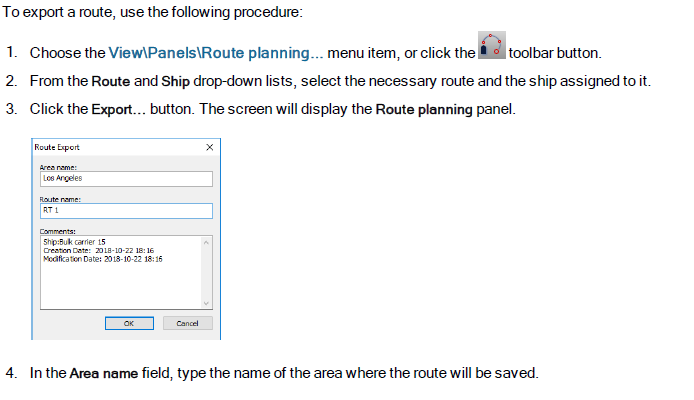 To export a route, use the following procedure:
1. Choose the View\Panels\Route planning... menu item, or click the toolbar button.
2. From the Route and Ship drop-down lists, select the necessary route and the ship assigned to it.
3. Click the Export... button. The screen will display the Route planning panel.
Route Export
Area name:
Los Angeles
Route name:
RT 1
Comments:
Ship:Bulk carrier 15
Creation Date: 2018-10-22 18:16
Modification Date: 2018-10-22 18:16
OK Cancel
4. In the Area name field, type the name of the area where the route will be saved.